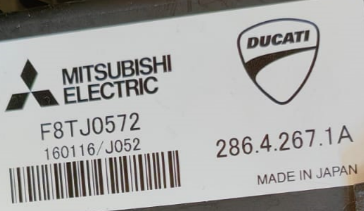 MITSUBISHI
ELECTRIC
DUCATI
F8TJ0572
160116/J052
286.4.267.1A
MADE IN JAPAN